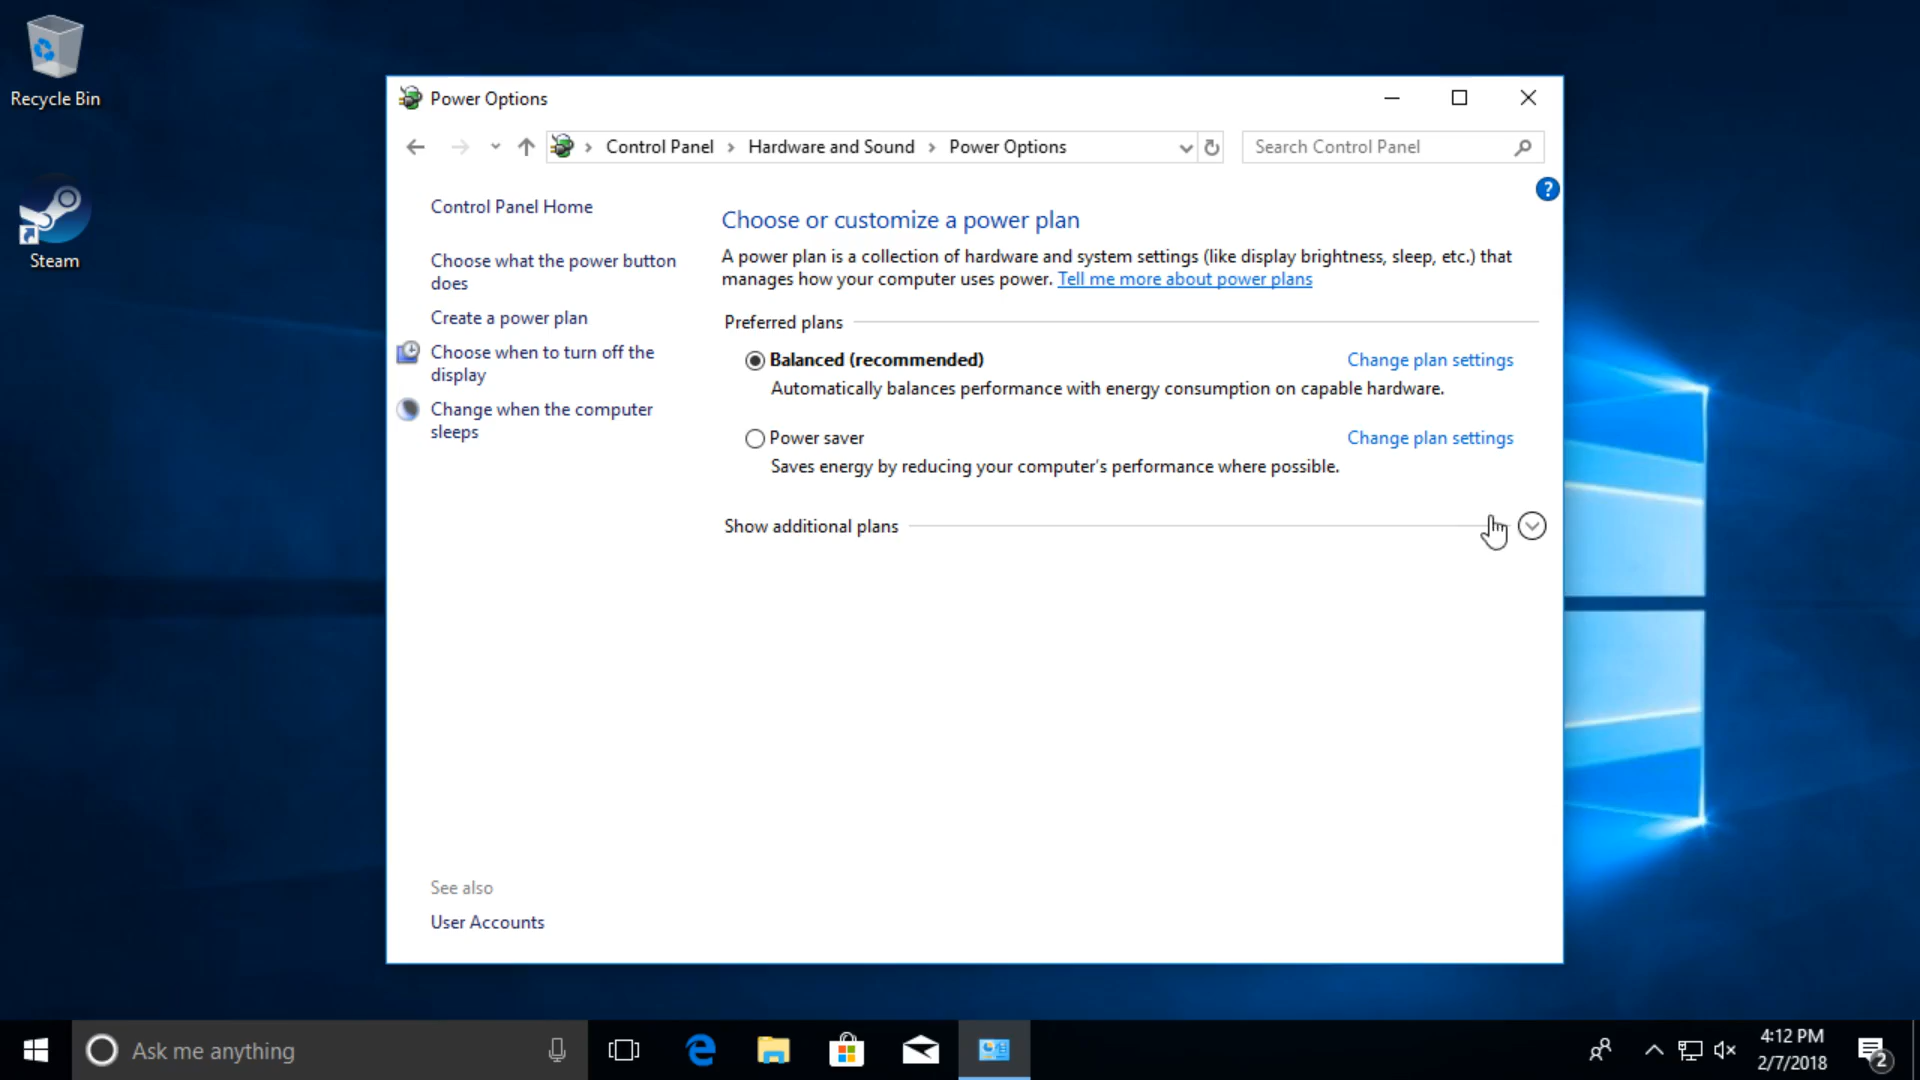 Recycle Bin
Steam
Power Options
Control Panel
Hardware and Sound
Power Options
Search Control Panel
?
Control Panel Home
Choose what the power button
does
Create a power plan
Choose when to turn off the
display
Change when the computer
sleeps
Choose or customize a power plan
A power plan is a collection of hardware and system settings (like display brightness, sleep, etc.) that
manages how your computer uses power. Tell me more about power plans
Preferred plans
Balanced (recommended)
Change plan settings
Automatically balances performance with energy consumption on capable hardware.
Power saver
Change plan settings
Saves energy by reducing your computer's performance where possible.
Show additional plans
See also
User Accounts
Ask me anything
4:12 PM
2/7/2018
2